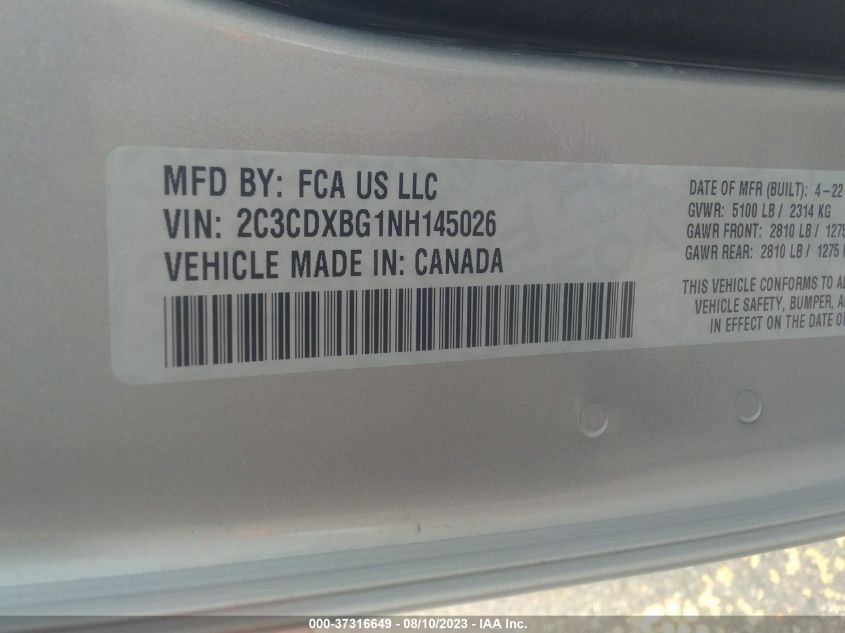 MFD BY: FCA US LLC
VIN: 2C3CDXBG1NH145026
VEHICLE MADE IN: CANADA
DATE OF MFR (BUILT): 4-22
GVWR: 5100 LB / 2314 KG
GAWR FRONT: 2810 LB / 1275
GAWR REAR: 2810 LB / 1275
THIS VEHICLE CONFORMS TO
VEHICLE SAFETY, BUMPER,
IN EFFECT ON THE DATE
000-37316649 - 08/10/2023 - IAA Inc.